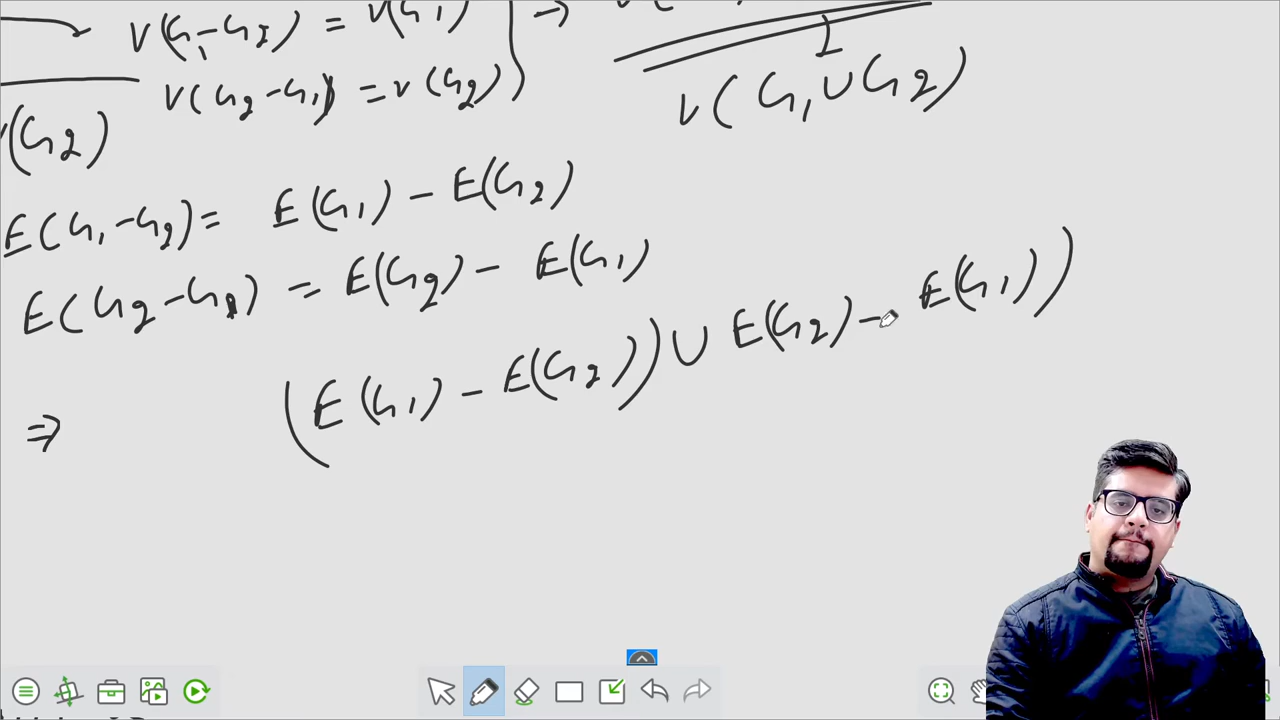 V(G₁-G₂) = V(G₁) →
V(G₂-G₁) = V(G₂)
V(G₁∪G₂)
V(G₂)
E(G₁-G₂) = E(G₁) - E(G₂)
E(G₂-G₁) = E(G₂) - E(G₁)
⇒ (E(G₁) - E(G₂)) ∪ E(G₂) - E(G₁))